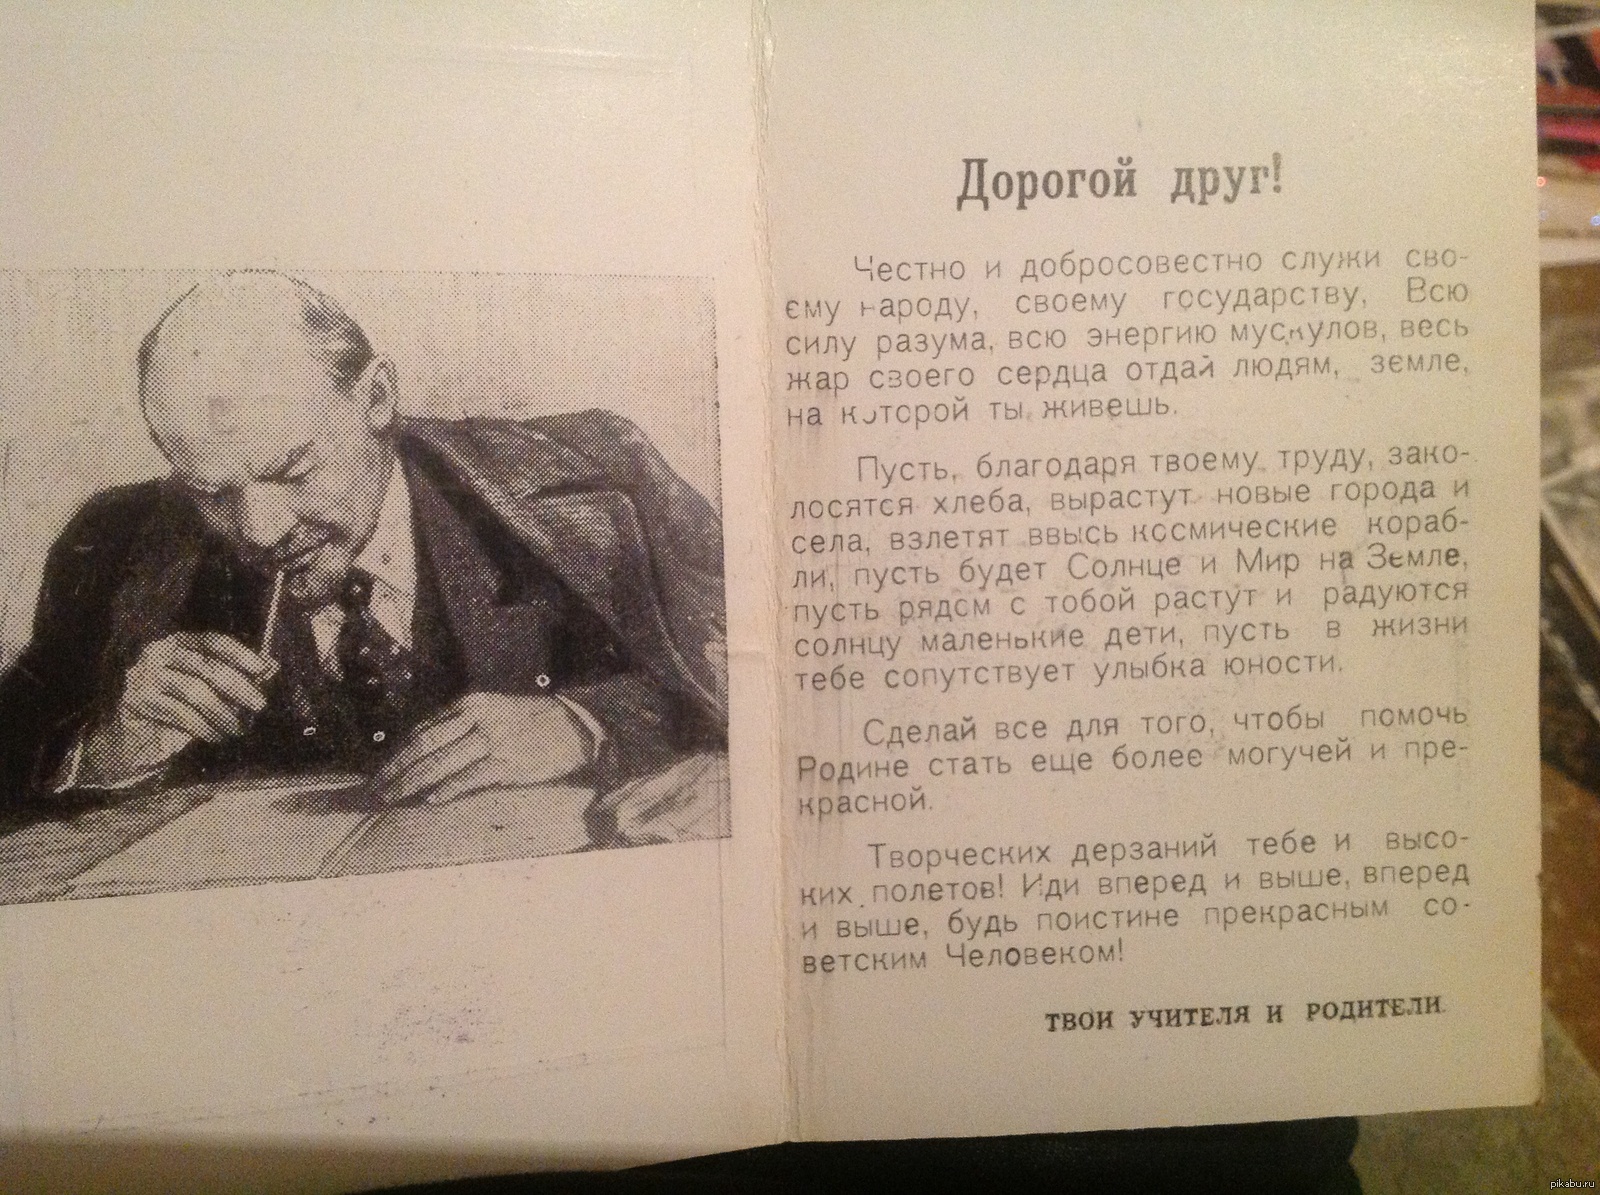 Дорогой друг!
Честно и добросовестно служи сво-
ему народу, своему государству, Всю
силу разума, всю энергию мускулов, весь
жар своего сердца отдай людям, земле,
на которой ты живешь.
Пусть, благодаря твоему труду, зако-
лосятся хлеба, вырастут новые города и
села, взлетят ввысь космические кораб-
ли, пусть будет Солнце и Мир на Земле,
пусть рядом с тобой растут и радуются
солнцу маленькие дети, пусть в жизни
тебе сопутствует улыбка юности.
Сделай все для того, чтобы помочь
Родине стать еще более могучей и пре-
красной.
Творческих дерзаний тебе и высо-
ких полетов! Иди вперед и выше, вперед
и выше, будь поистине прекрасным со-
ветским Человеком!
ТВОИ УЧИТЕЛЯ И РОДИТЕЛИ.
pikabu.ru